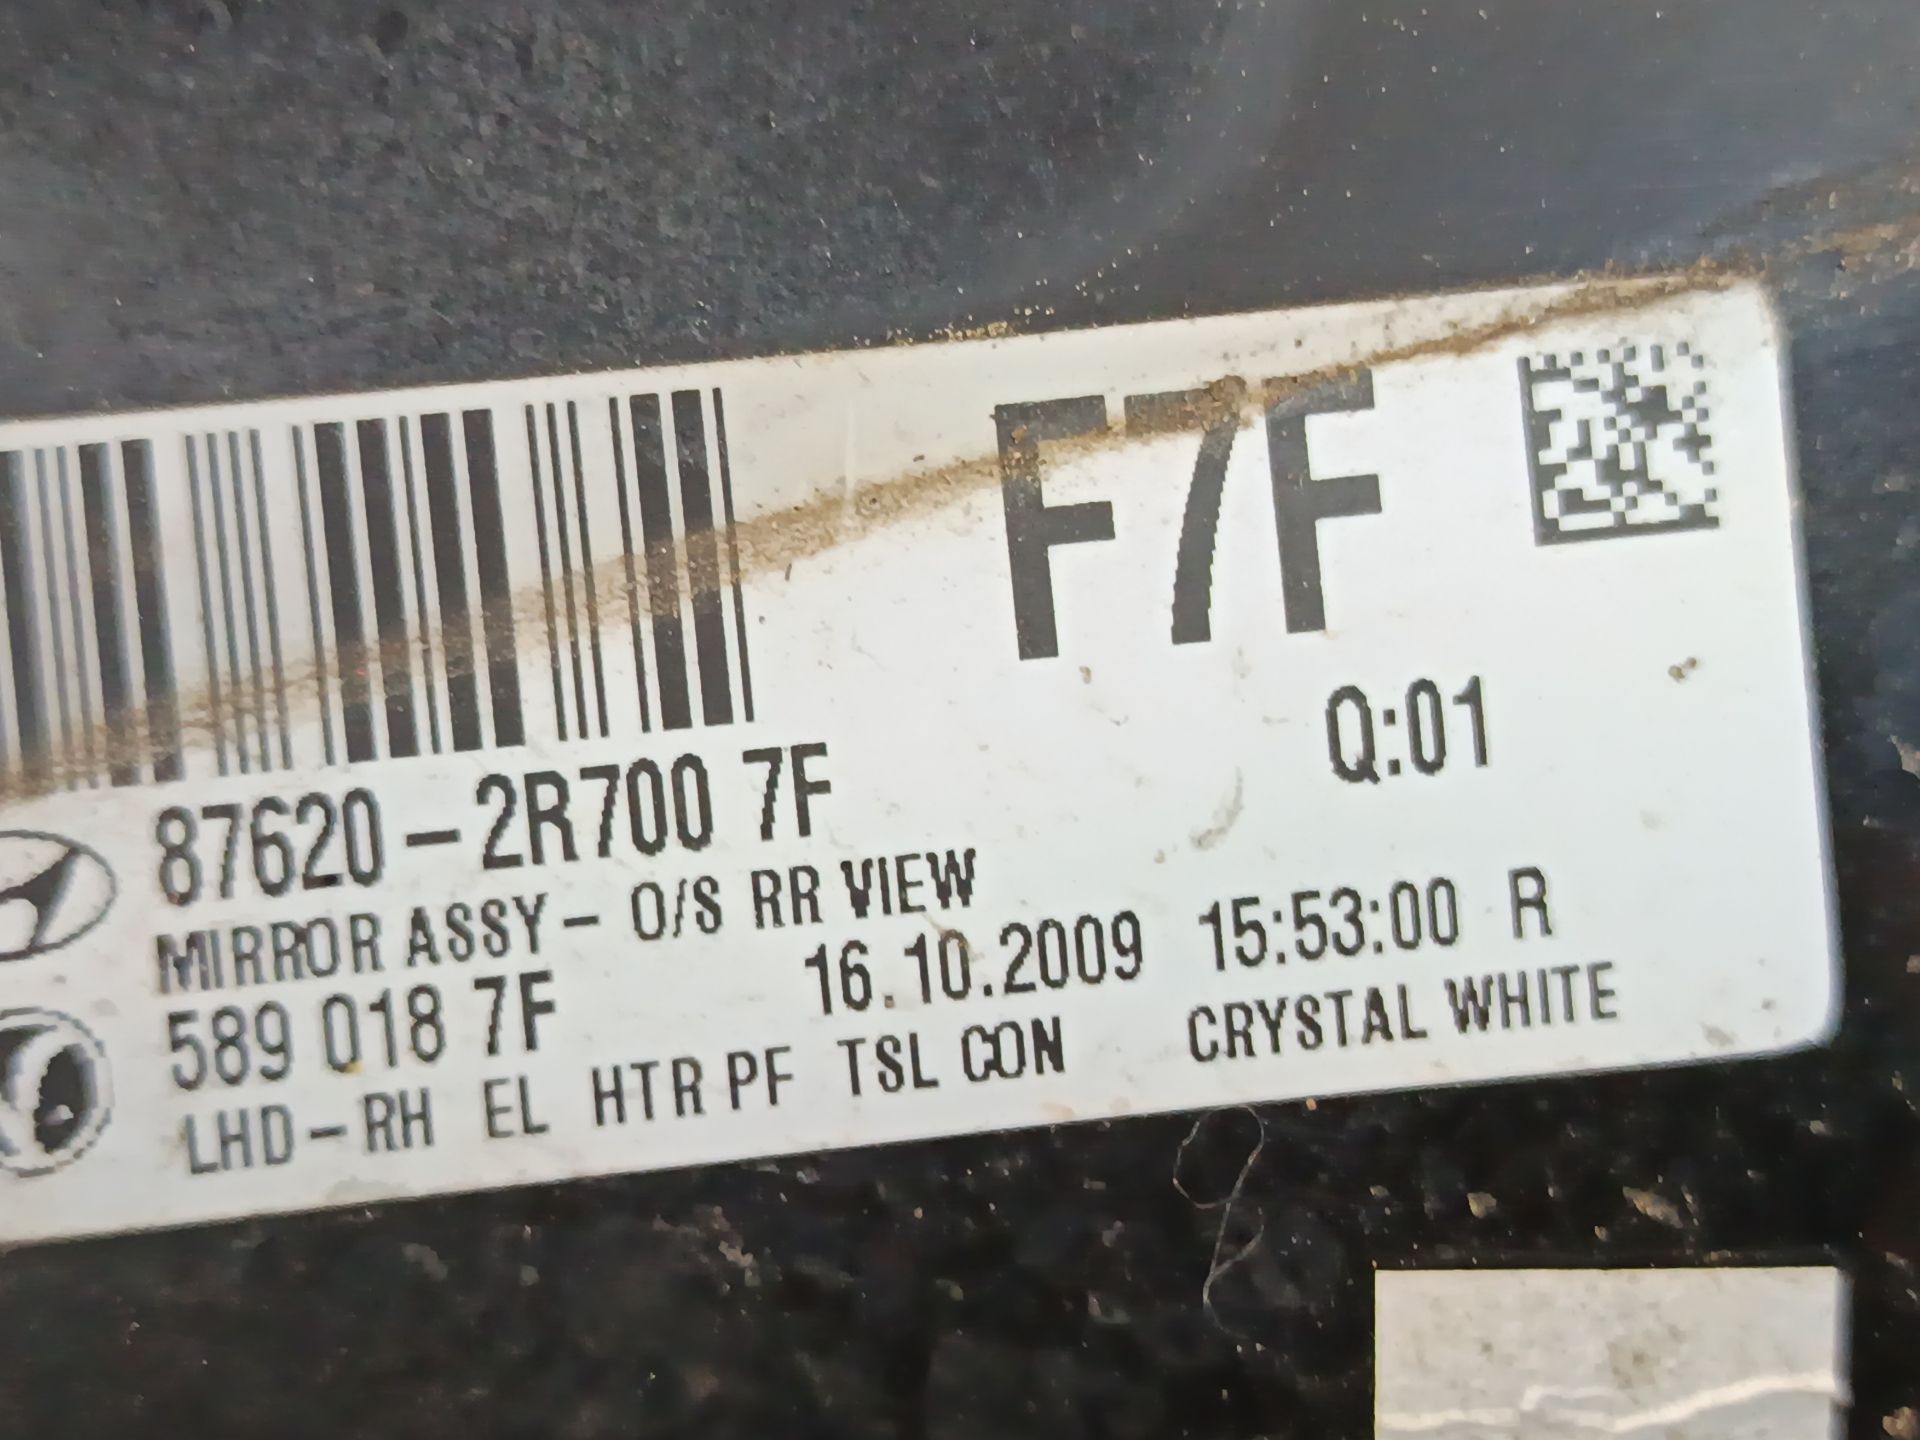 F7F
Q:01
87620-2R700 7F
MIRROR ASSY- O/S RR VIEW
589 018 7F 16.10.2009 15:53:00 R
LHD-RH EL HTR PF TSL CON CRYSTAL WHITE